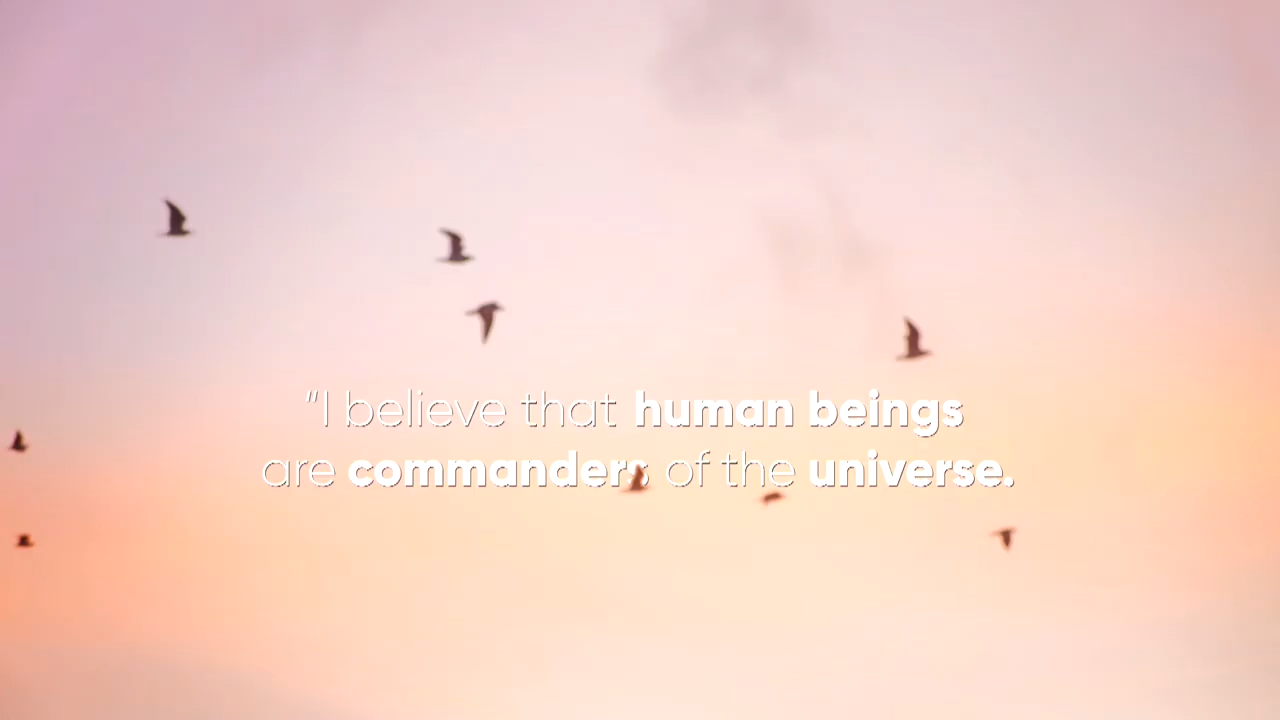 "I believe that human beings
are commanders of the universe.